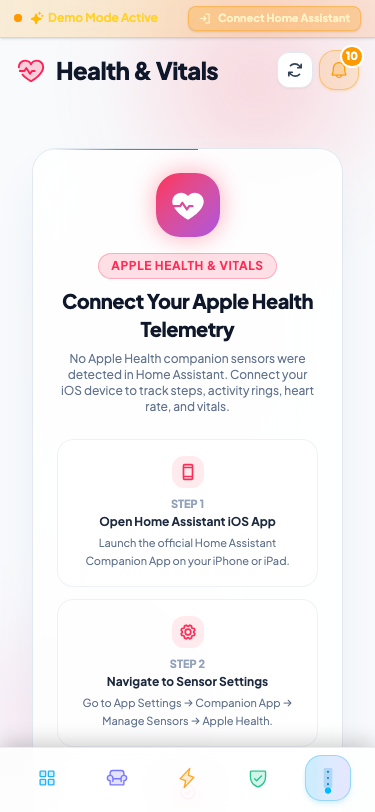 Demo Mode Active
Connect Home Assistant
Health & Vitals
10
APPLE HEALTH & VITALS
Connect Your Apple Health
Telemetry
No Apple Health companion sensors were
detected in Home Assistant. Connect your
iOS device to track steps, activity rings, heart
rate, and vitals.
STEP 1
Open Home Assistant iOS App
Launch the official Home Assistant
Companion App on your iPhone or iPad.
STEP 2
Navigate to Sensor Settings
Go to App Settings → Companion App →
Manage Sensors → Apple Health.